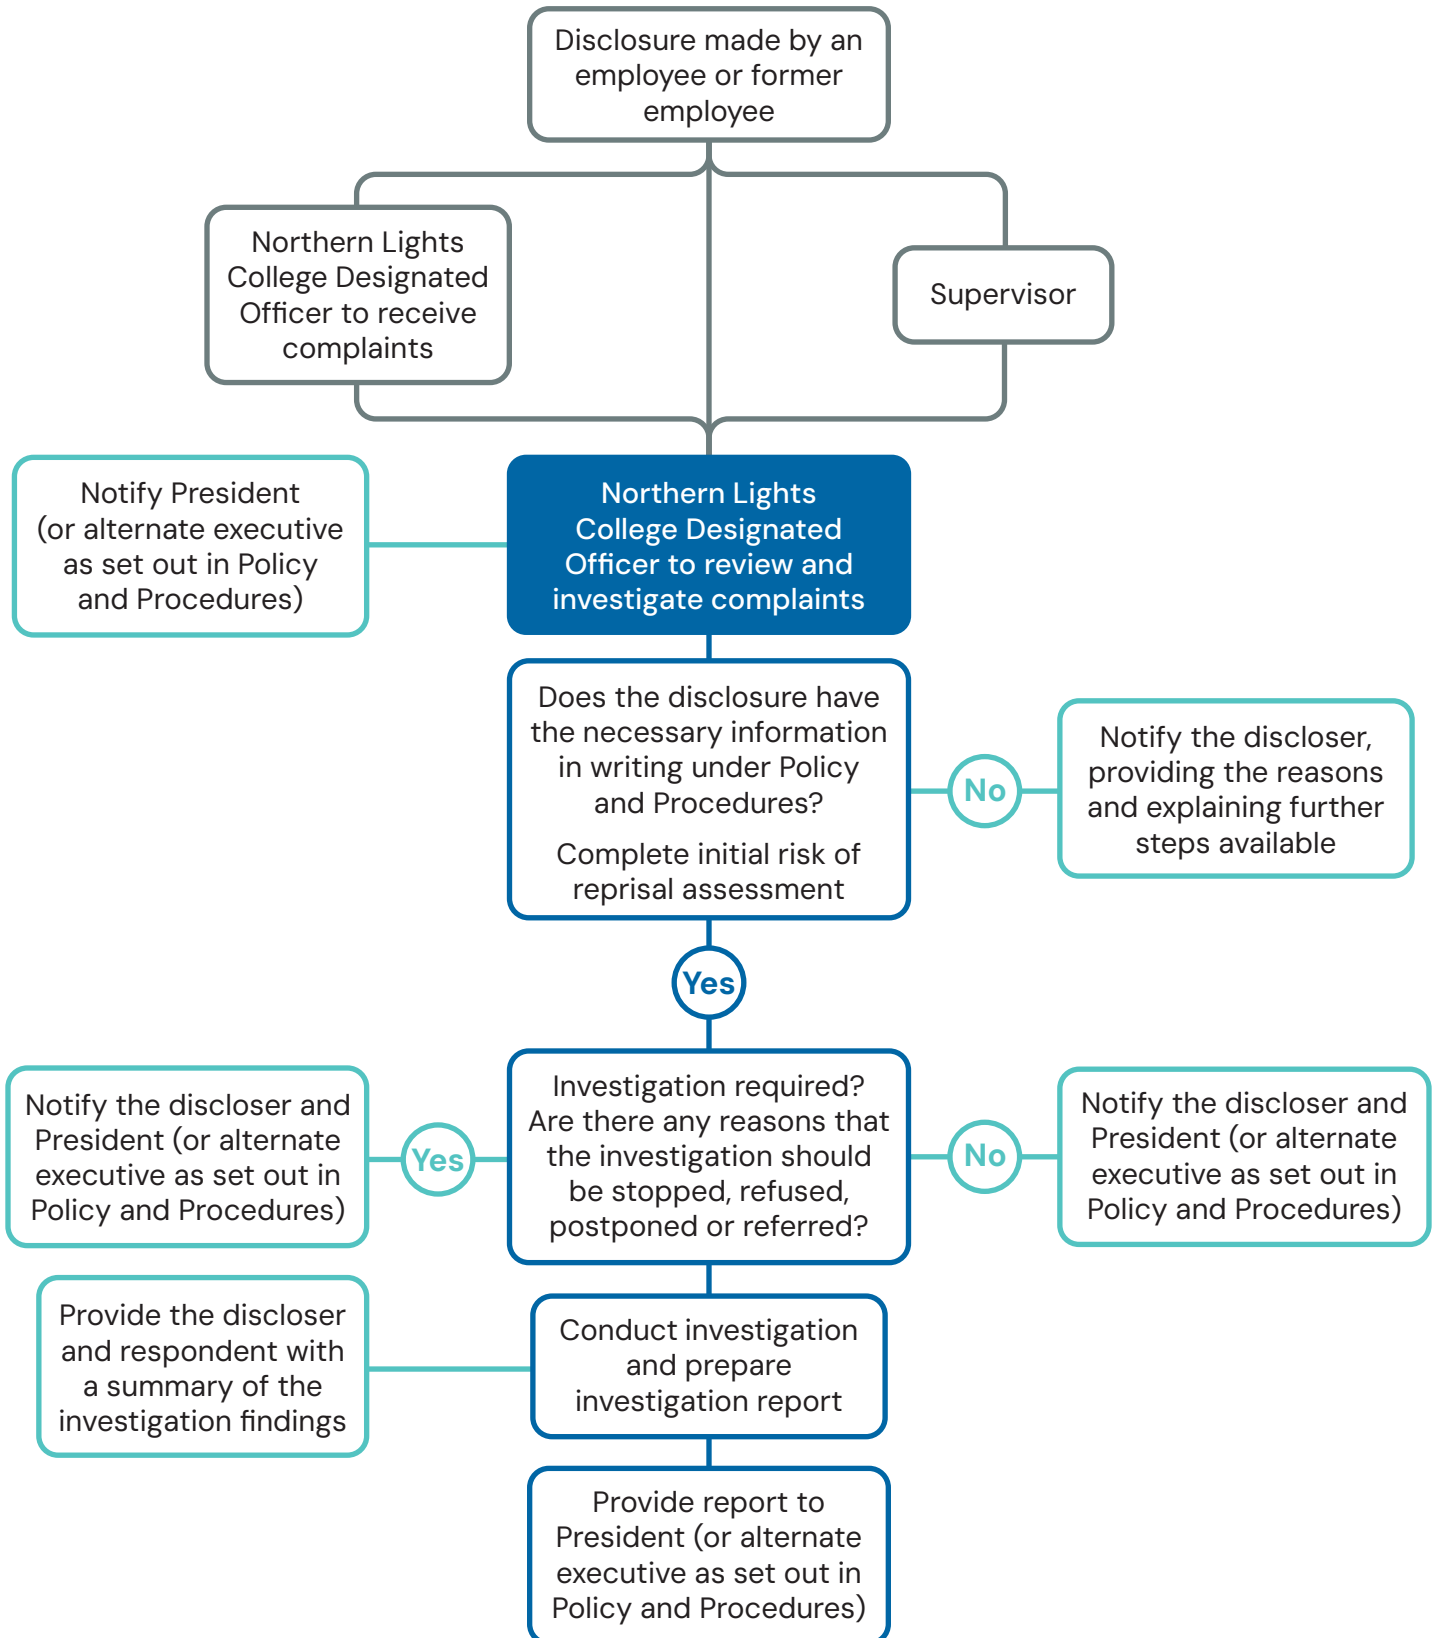 Disclosure made by an
employee or former
employee
Northern Lights
College Designated
Officer to receive
complaints
Supervisor
Notify President
(or alternate executive
as set out in Policy
and Procedures)
Northern Lights
College Designated
Officer to review and
investigate complaints
Does the disclosure have
the necessary information
in writing under Policy
and Procedures?
Complete initial risk of
reprisal assessment
No
Notify the discloser,
providing the reasons
and explaining further
steps available
Yes
Notify the discloser and
President (or alternate
executive as set out in
Policy and Procedures)
Yes
Investigation required?
Are there any reasons that
the investigation should
be stopped, refused,
postponed or referred?
No
Notify the discloser and
President (or alternate
executive as set out in
Policy and Procedures)
Provide the discloser
and respondent with
a summary of the
investigation findings
Conduct investigation
and prepare
investigation report
Provide report to
President (or alternate
executive as set out in
Policy and Procedures)